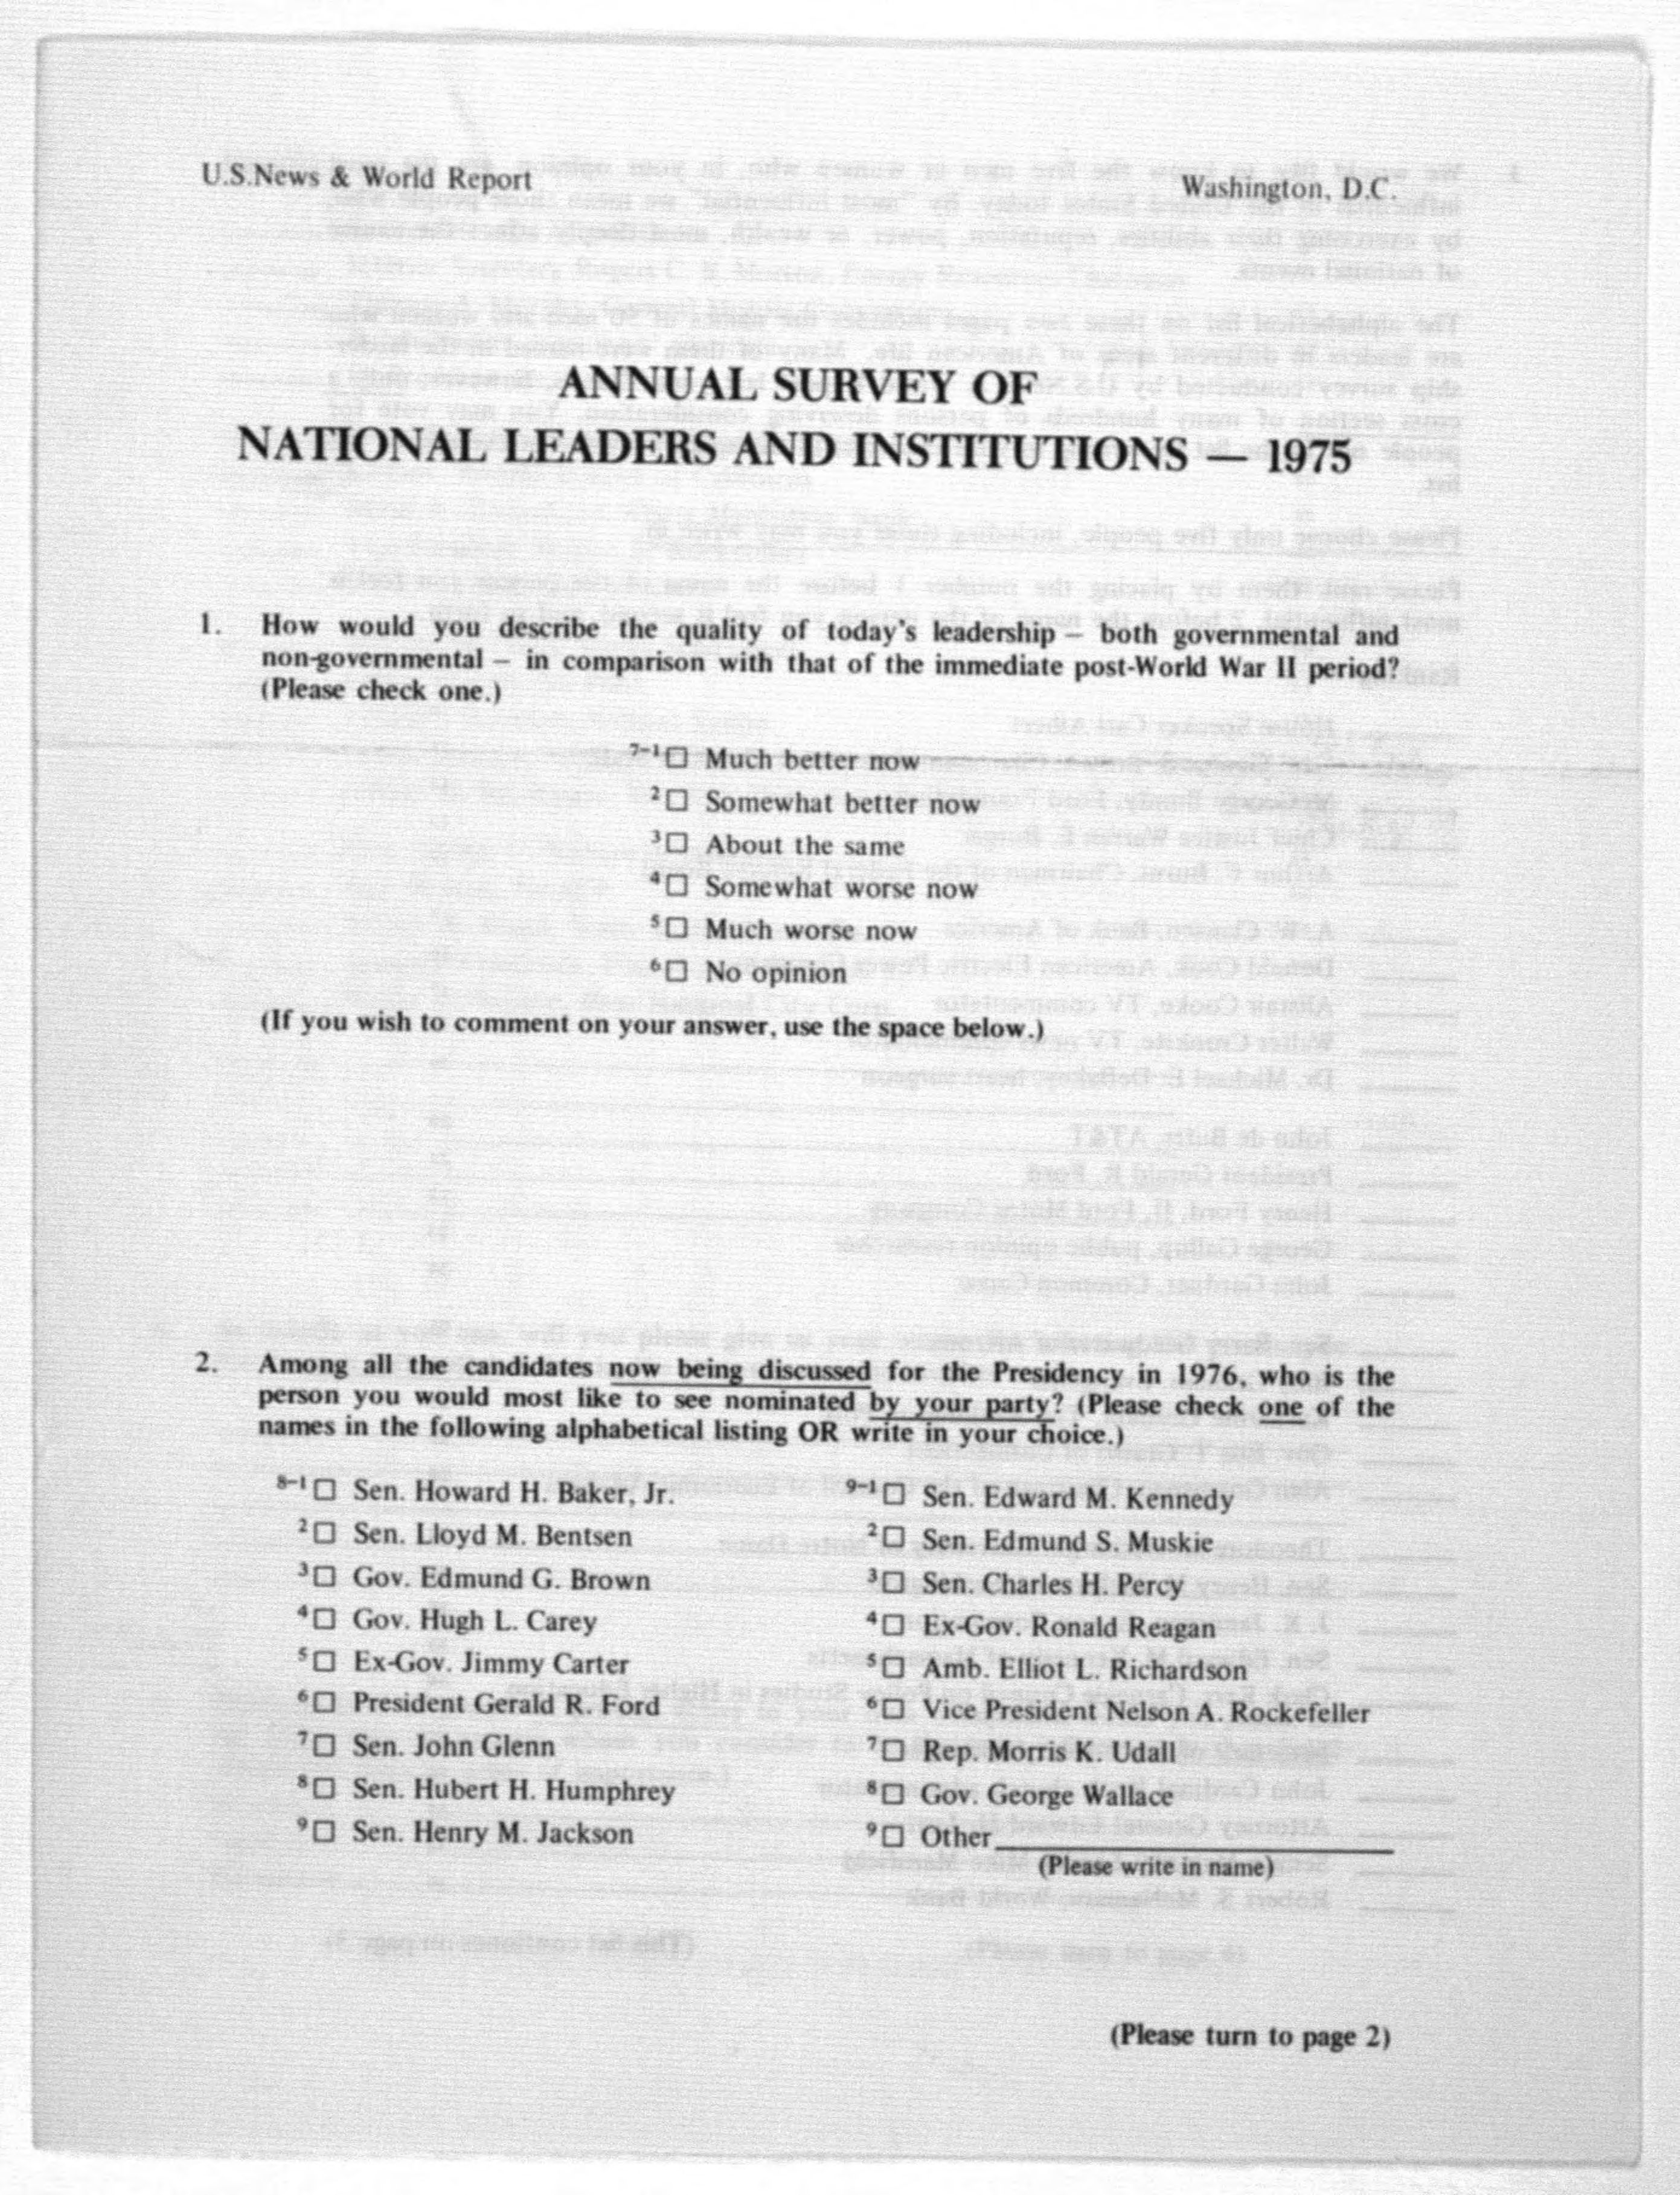 U.S.News & World Report
Washington, D.C.
ANNUAL SURVEY OF
NATIONAL LEADERS AND INSTITUTIONS — 1975
1. How would you describe the quality of today's leadership – both governmental and
non-governmental – in comparison with that of the immediate post-World War II period?
(Please check one.)
7-1 □ Much better now
2 □ Somewhat better now
3 □ About the same
4 □ Somewhat worse now
5 □ Much worse now
6 □ No opinion
(If you wish to comment on your answer, use the space below.)
2. Among all the candidates now being discussed for the Presidency in 1976, who is the
person you would most like to see nominated by your party? (Please check one of the
names in the following alphabetical listing OR write in your choice.)
8-1 □ Sen. Howard H. Baker, Jr.
2 □ Sen. Lloyd M. Bentsen
3 □ Gov. Edmund G. Brown
4 □ Gov. Hugh L. Carey
5 □ Ex-Gov. Jimmy Carter
6 □ President Gerald R. Ford
7 □ Sen. John Glenn
8 □ Sen. Hubert H. Humphrey
9 □ Sen. Henry M. Jackson
9-1 □ Sen. Edward M. Kennedy
2 □ Sen. Edmund S. Muskie
3 □ Sen. Charles H. Percy
4 □ Ex-Gov. Ronald Reagan
5 □ Amb. Elliot L. Richardson
6 □ Vice President Nelson A. Rockefeller
7 □ Rep. Morris K. Udall
8 □ Gov. George Wallace
9 □ Other
(Please write in name)
(Please turn to page 2)